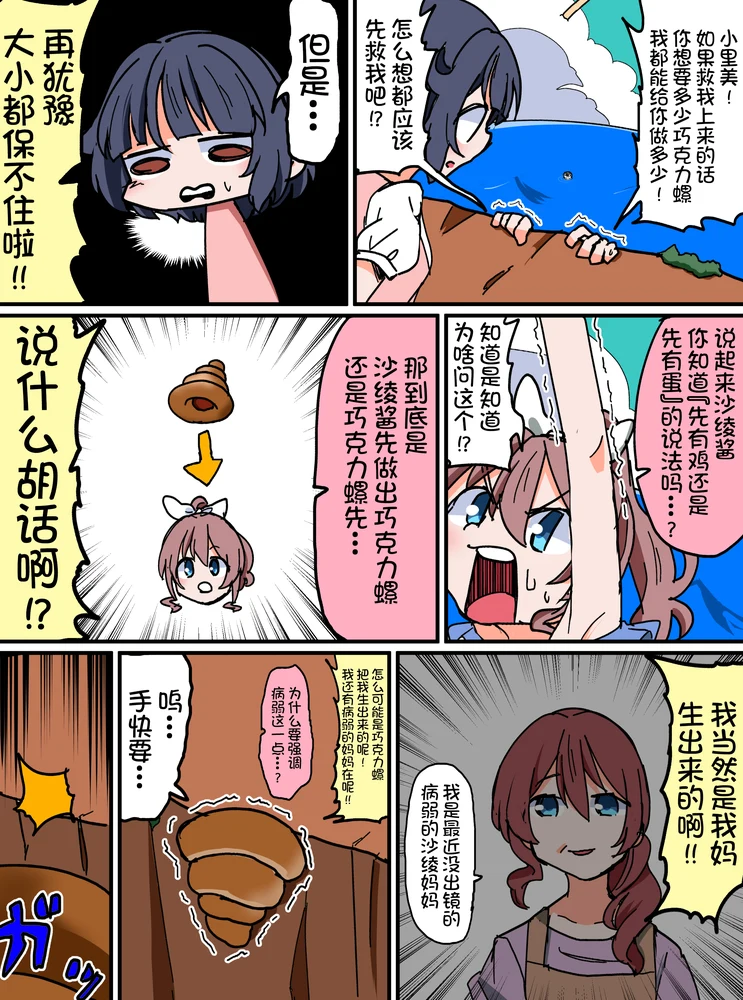 小里美！
如果救我上来的话
你想要多少巧克力螺
我都能给你做多少！
怎么想都应该
先救我吧！？
但是…
再犹豫
大小都保不住啦！！
说起来沙绫酱
你知道『先有鸡还是
先有蛋』的说法吗……？
知道是知道
为啥问这个！？
那到底是
沙绫酱先做出巧克力螺
还是巧克力螺先…
说什么胡话啊！？
我当然是我妈
生出来的啊！！
我是最近没出镜的
病弱的沙绫妈妈
怎么可能是巧克力螺
把我生出来的呢！
我还有病弱的妈妈在呢！！
为什么要强调
病弱这一点…？
呜…
手快要…
ガッ